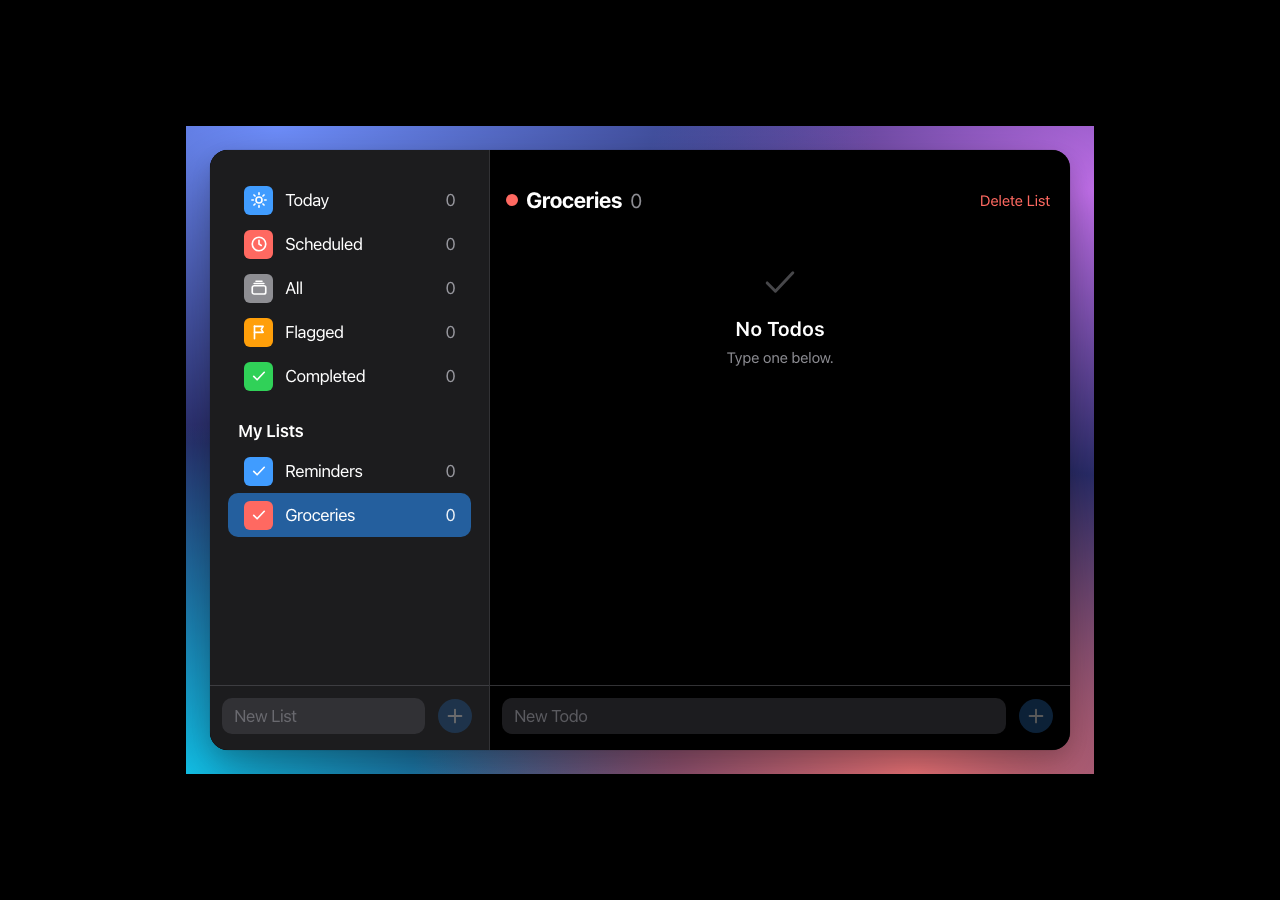 Today 0
Scheduled 0
All 0
Flagged 0
Completed 0
My Lists
Reminders 0
Groceries 0
New List
Groceries 0
Delete List
No Todos
Type one below.
New Todo